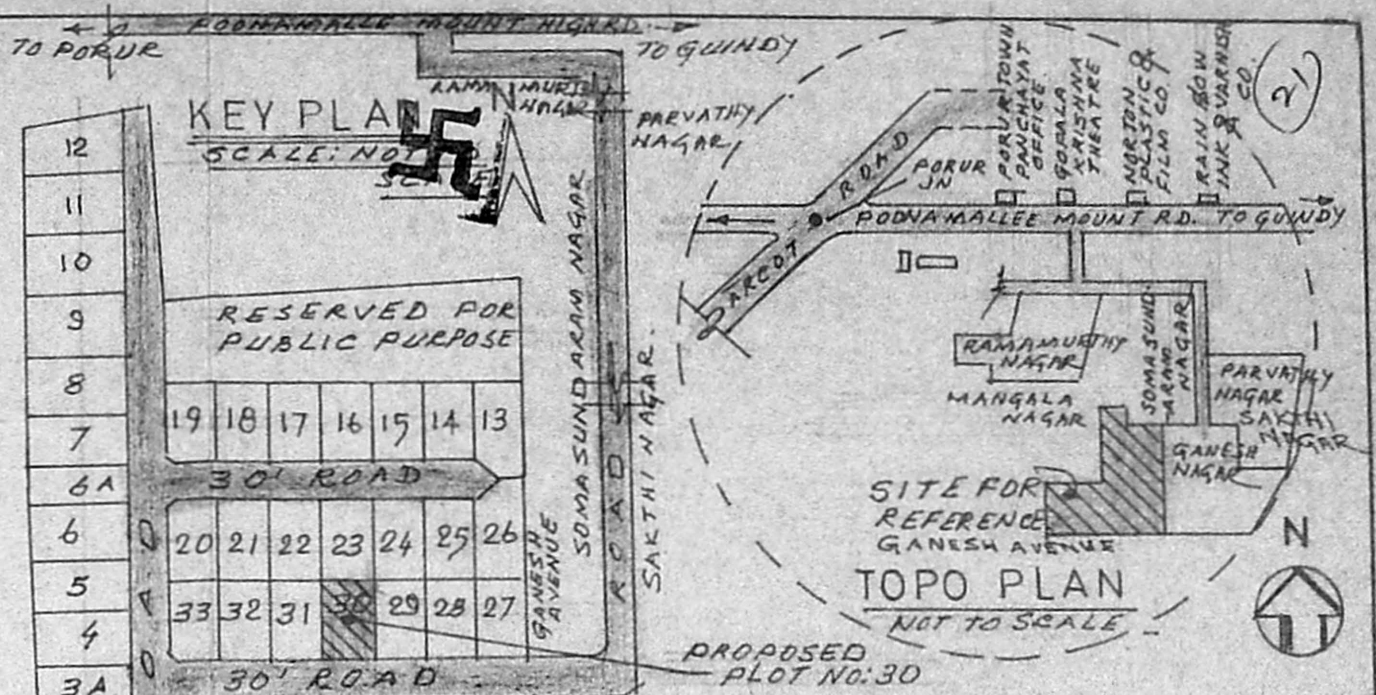 POONAMALLE MOUNT HIGH RD.
TO PORUR
TO GUINDY
RAMA MURTHY
NAGAR
PARVATHY
NAGAR
KEY PLAN
N
SCALE: NOT
12
11
10
9
8
7
6A
6
5
4
3A
RESERVED FOR
PUBLIC PURPOSE
19 18 17 16 15 14 13
30' ROAD
20 21 22 23 24 25 26
33 32 31 30 29 28 27
30' ROAD
ROAD
GANESH
AVENUE
SOMASUNDARAM NAGAR
ROAD
SAKTHI NAGAR
PROPOSED
PLOT NO: 30
PORUR TOWN
PANCHAYAT
OFFICE
GOPALA
KRISHNA
THEATRE
NORTON
PLASTIC &
FILM CO.
RAINBOW
INK & VARNISH
CO.
21
ARCOT ROAD
PORUR
JN
POONAMALLEE MOUNT RD. TO GUINDY
RAMAMURTHY
NAGAR
MANGALA
NAGAR
SOMASUND-
ARAM
NAGAR
PARVATHY
NAGAR
SAKTHI
NAGAR
GANESH
NAGAR
SITE FOR
REFERENCE
GANESH AVENUE
TOPO PLAN
NOT TO SCALE
N